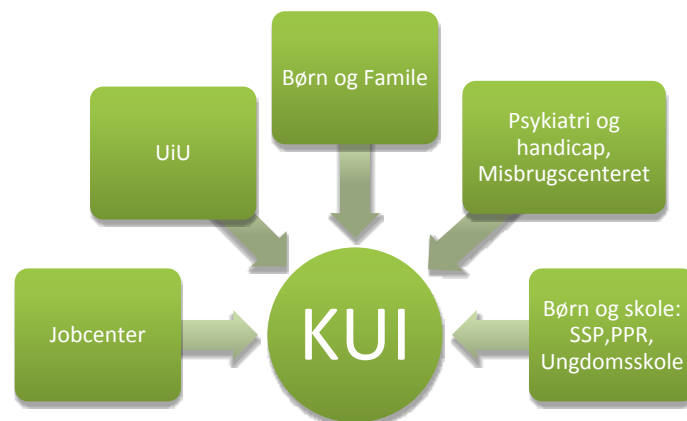 Børn og Famile
UiU
Psykiatri og
handicap,
Misbrugscenteret
Jobcenter
KUI
Børn og skole:
SSP,PPR,
Ungdomsskole